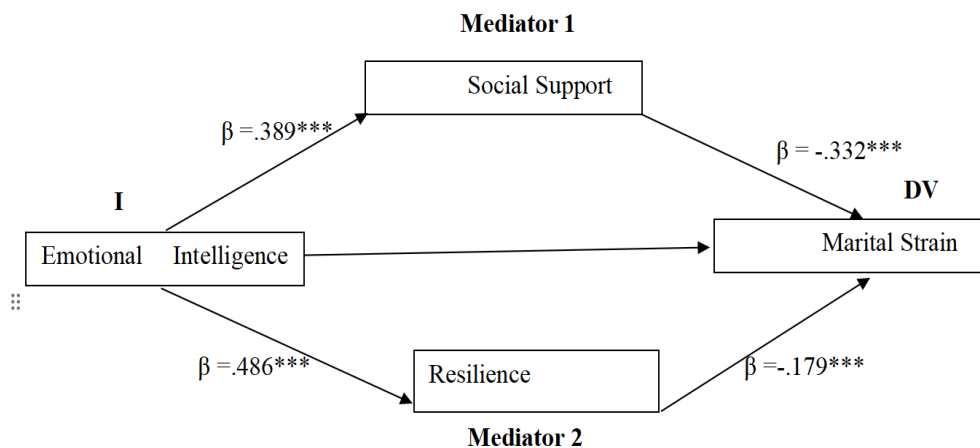 Mediator 1
Social Support
β =.389***
β = -.332***
I
DV
Emotional Intelligence
Marital Strain
β =.486***
Resilience
β =-.179***
Mediator 2